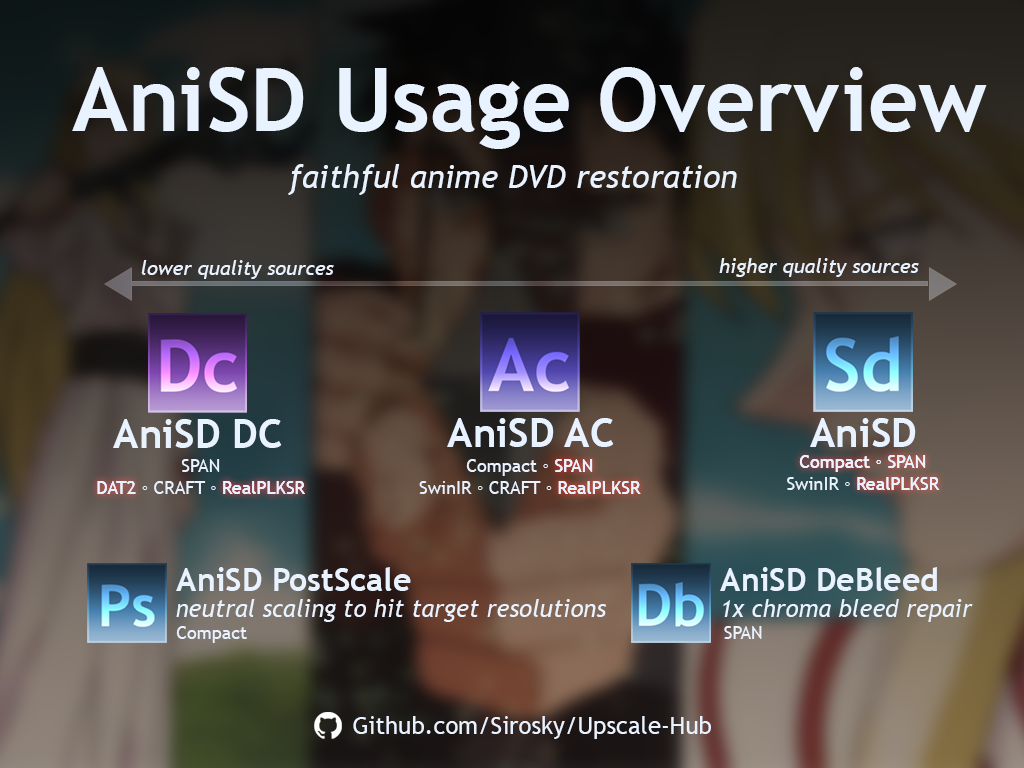 AniSD Usage Overview
faithful anime DVD restoration
lower quality sources
higher quality sources
Dc
AniSD DC
SPAN
DAT2 ◦ CRAFT ◦ RealPLKSR
Ac
AniSD AC
Compact ◦ SPAN
SwinIR ◦ CRAFT ◦ RealPLKSR
Sd
AniSD
Compact ◦ SPAN
SwinIR ◦ RealPLKSR
Ps
AniSD PostScale
neutral scaling to hit target resolutions
Compact
Db
AniSD DeBleed
1x chroma bleed repair
SPAN
Github.com/Sirosky/Upscale-Hub